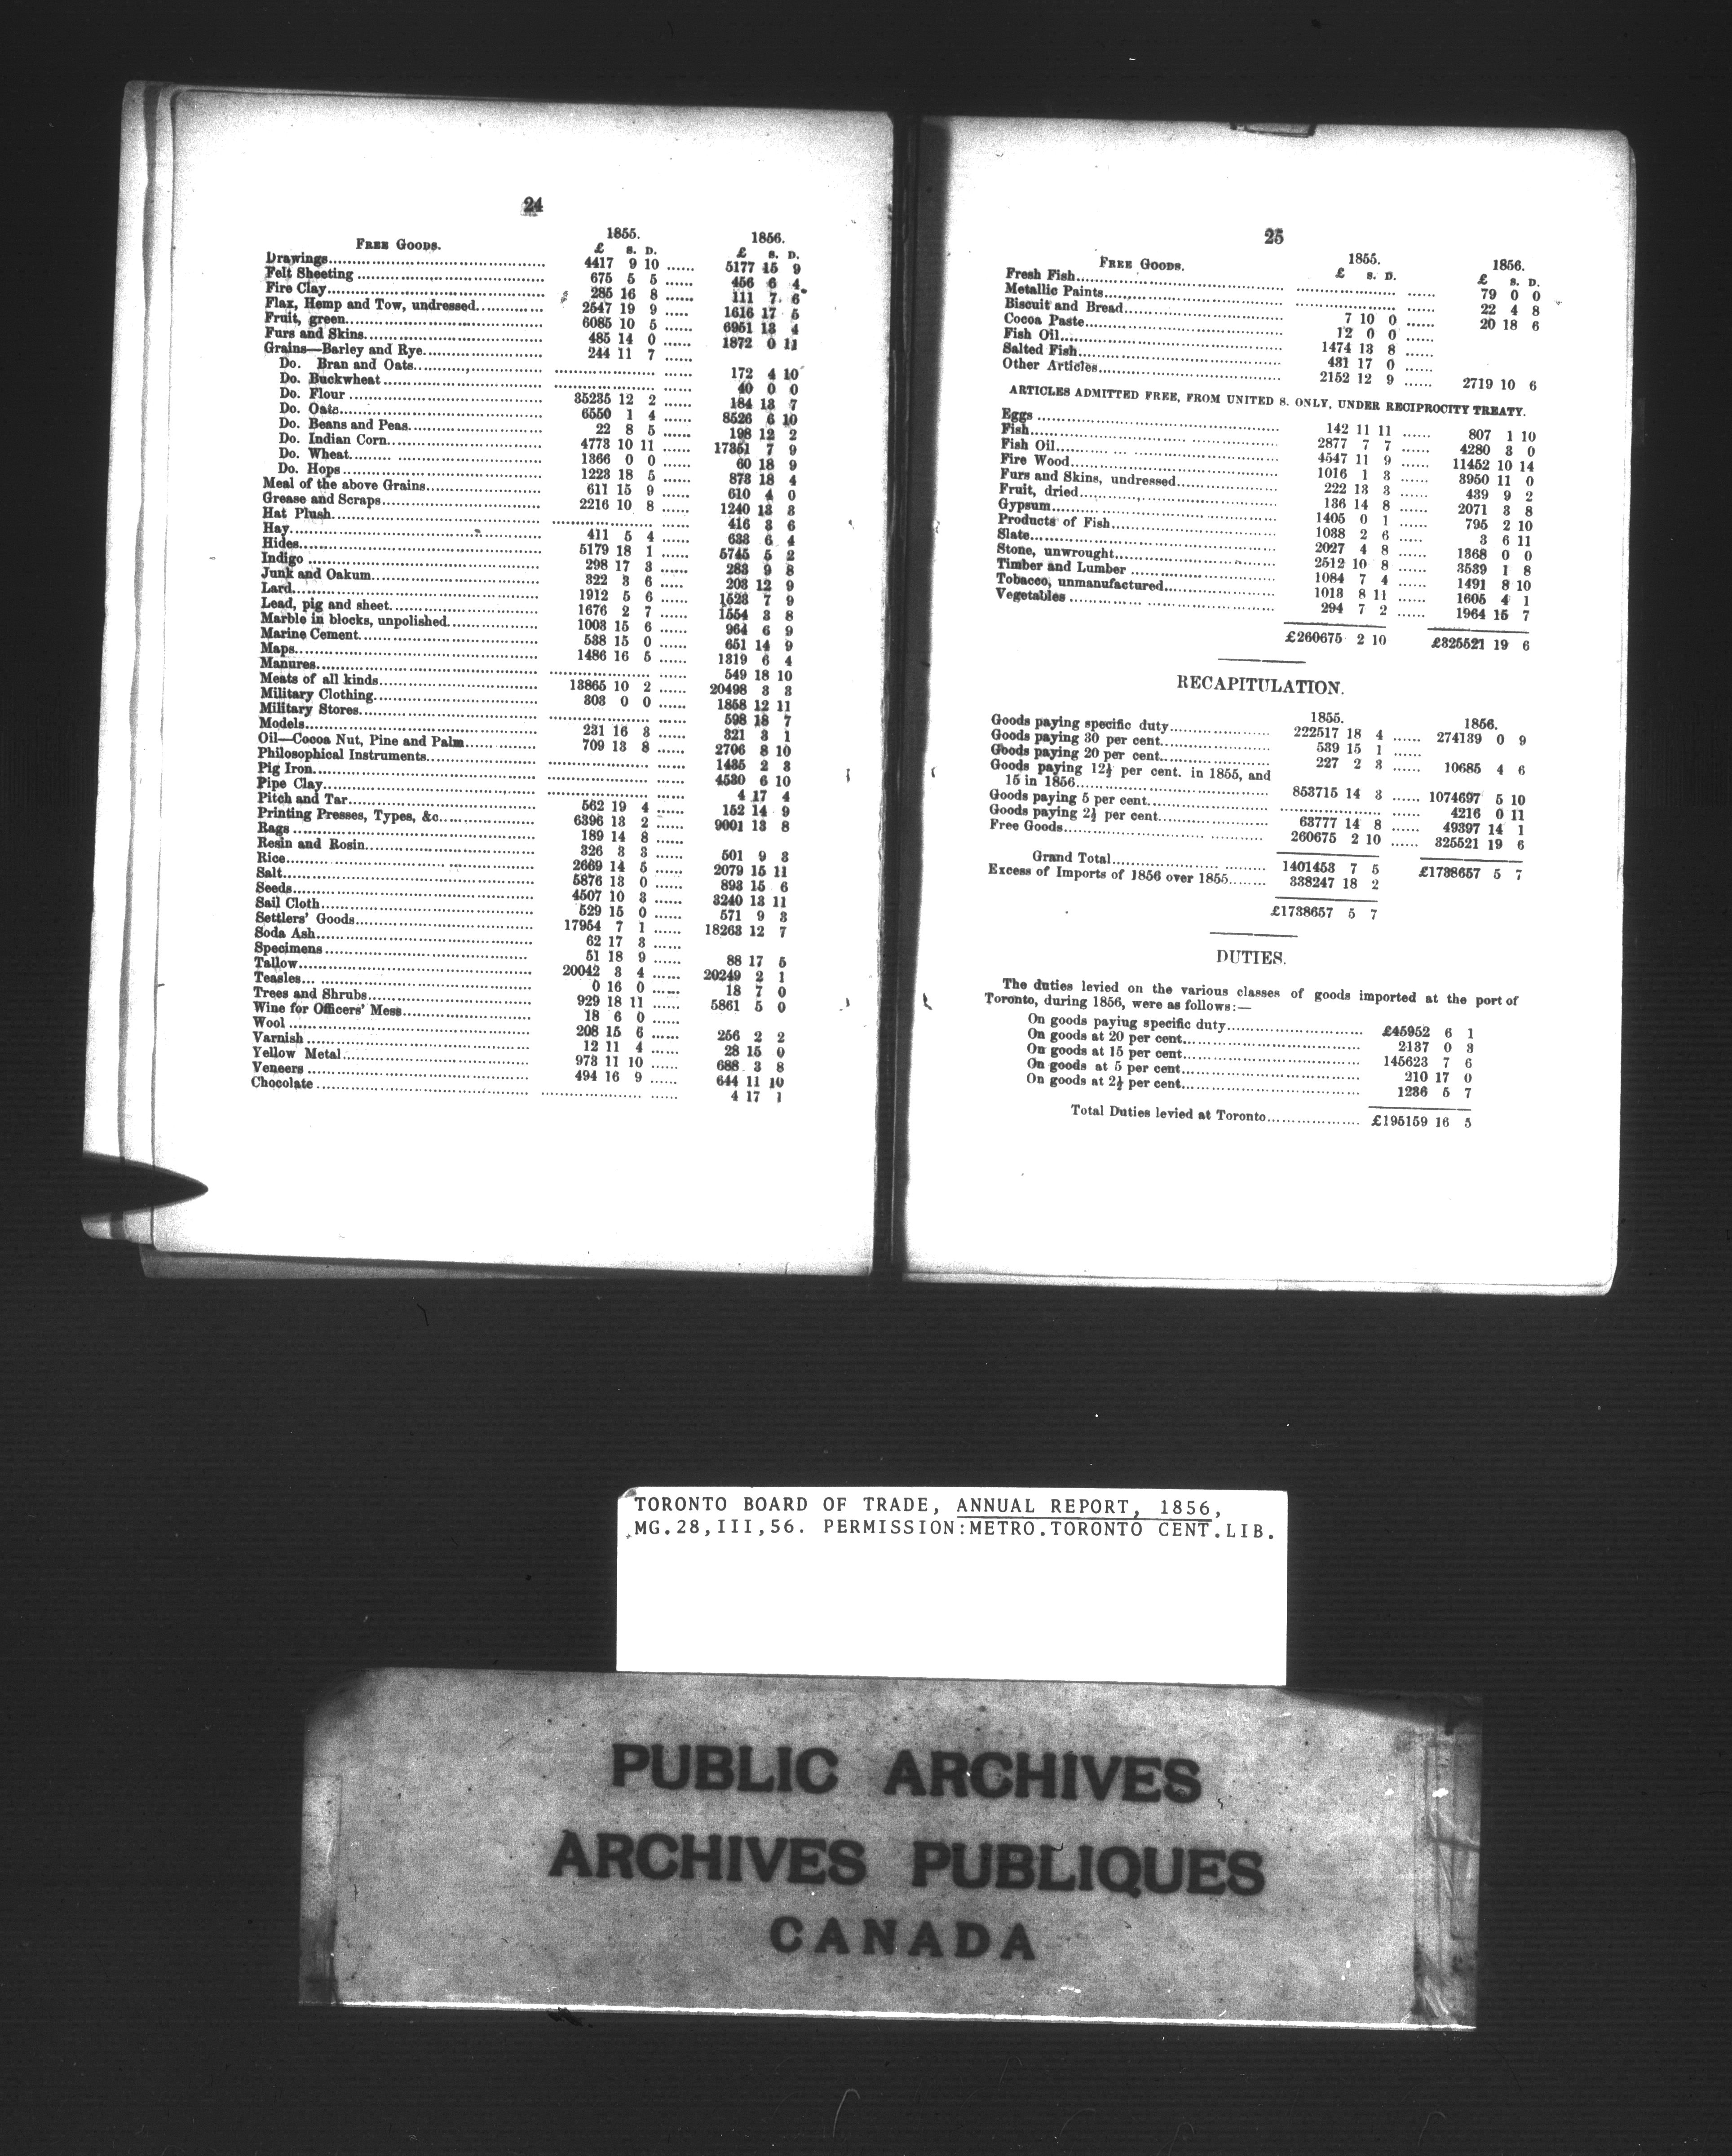 24
FREE GOODS. 1855. 1856.
£ S. D. £ S. D.
Drawings........ 4417 9 10 ...... 5177 15 9
Felt Sheeting ........ 675 5 5 ...... 456 6 4
Fire Clay........ 285 16 8 ...... 111 7 6
Flax, Hemp and Tow, undressed........ 2547 19 9 ...... 1616 17 5
Fruit, green........ 6085 10 5 ...... 6951 13 4
Furs and Skins........ 485 14 0 ...... 1872 0 11
Grains—Barley and Rye........ 244 11 7 ......
Do. Bran and Oats........ ........ ...... 172 4 10
Do. Buckwheat ........ ........ ...... 40 0 0
Do. Flour ........ 35235 12 2 ...... 184 13 7
Do. Oats........ 6550 1 4 ...... 8526 6 10
Do. Beans and Peas........ 22 8 5 ...... 198 12 2
Do. Indian Corn........ 4773 10 11 ...... 17351 7 9
Do. Wheat........ 1366 0 0 ...... 60 18 9
Do. Hops........ 1223 18 5 ...... 873 18 4
Meal of the above Grains........ 611 15 9 ...... 610 4 0
Grease and Scraps........ 2216 10 8 ...... 1240 13 8
Hat Plush........ ........ ...... 416 3 6
Hay........ 411 5 4 ...... 633 6 4
Hides........ 5179 18 1 ...... 5745 5 2
Indigo ........ 298 17 3 ...... 283 9 8
Junk and Oakum........ 322 3 6 ...... 203 12 9
Lard........ 1912 5 6 ...... 1523 7 9
Lead, pig and sheet........ 1676 2 7 ...... 1554 3 8
Marble in blocks, unpolished........ 1003 15 6 ...... 964 6 9
Marine Cement........ 538 15 0 ...... 651 14 9
Maps........ 1486 16 5 ...... 1319 6 4
Manures........ ........ ...... 549 18 10
Meats of all kinds........ 13865 10 2 ...... 20498 3 3
Military Clothing........ 303 0 0 ...... 1858 12 11
Military Stores........ ........ ...... 598 18 7
Models........ 231 16 3 ...... 321 3 1
Oil—Cocoa Nut, Pine and Palm........ 709 13 8 ...... 2706 8 10
Philosophical Instruments........ ........ ...... 1435 2 3
Pig Iron........ ........ ...... 4530 6 10
Pipe Clay........ ........ ...... 4 17 4
Pitch and Tar........ 562 19 4 ...... 152 14 9
Printing Presses, Types, &c........ 6396 13 2 ...... 9001 13 8
Rags ........ 189 14 8 ......
Resin and Rosin........ 326 3 3 ...... 501 9 3
Rice........ 2669 14 5 ...... 2079 15 11
Salt........ 5876 13 0 ...... 893 15 6
Seeds........ 4507 10 3 ...... 3240 13 11
Sail Cloth ........ 529 15 0 ...... 571 9 3
Settlers' Goods........ 17954 7 1 ...... 18263 12 7
Soda Ash........ 62 17 3 ......
Specimens ........ 51 18 9 ...... 88 17 5
Tallow........ 20042 3 4 ...... 20249 2 1
Teasles........ 0 16 0 ...... 18 7 0
Trees and Shrubs........ 929 18 11 ...... 5861 5 0
Wine for Officers' Mess........ 18 6 0 ......
Wool ........ 208 15 6 ...... 256 2 2
Varnish ........ 12 11 4 ...... 28 15 0
Yellow Metal........ 973 11 10 ...... 688 3 8
Veneers ........ 494 16 9 ...... 644 11 10
Chocolate ........ ........ ...... 4 17 1
25
FREE GOODS. 1855. 1856.
£ S. D. £ S. D.
Fresh Fish........ ........ ...... 79 0 0
Metallic Paints........ ........ ...... 22 4 8
Biscuit and Bread........ 7 10 0 ...... 20 18 6
Cocoa Paste........ 12 0 0 ......
Fish Oil........ 1474 13 8 ......
Salted Fish........ 431 17 0 ......
Other Articles........ 2152 12 9 ...... 2719 10 6
ARTICLES ADMITTED FREE, FROM UNITED S. ONLY, UNDER RECIPROCITY TREATY.
Eggs ........ 142 11 11 ...... 807 1 10
Fish........ 2877 7 7 ...... 4280 3 0
Fish Oil........ 4547 11 9 ...... 11452 10 14
Fire Wood........ 1016 1 3 ...... 3950 11 0
Furs and Skins, undressed........ 222 13 3 ...... 439 9 2
Fruit, dried........ 136 14 8 ...... 2071 3 8
Gypsum........ 1405 0 1 ...... 795 2 10
Products of Fish........ 1038 2 6 ...... 3 6 11
Slate........ 2027 4 8 ...... 1368 0 0
Stone, unwrought........ 2512 10 8 ...... 3539 1 8
Timber and Lumber ........ 1084 7 4 ...... 1491 8 10
Tobacco, unmanufactured........ 1013 8 11 ...... 1605 4 1
Vegetables ........ 294 7 2 ...... 1964 15 7
£260675 2 10 £325521 19 6
RECAPITULATION.
1855. 1856.
Goods paying specific duty........ 222517 18 4 ...... 274139 0 9
Goods paying 30 per cent........ 539 15 1 ......
Goods paying 20 per cent........ 227 2 3 ...... 10685 4 6
Goods paying 12½ per cent. in 1855, and
15 in 1856........ 853715 14 3 ...... 1074697 5 10
Goods paying 5 per cent........ ........ ...... 4216 0 11
Goods paying 2½ per cent........ 63777 14 8 ...... 49397 14 1
Free Goods........ 260675 2 10 ...... 325521 19 6
Grand Total........ 1401453 7 5 £1738657 5 7
Excess of Imports of 1856 over 1855........ 338247 18 2
£1738657 5 7
DUTIES.
The duties levied on the various classes of goods imported at the port of
Toronto, during 1856, were as follows:—
On goods paying specific duty........ £45952 6 1
On goods at 20 per cent........ 2137 0 3
On goods at 15 per cent........ 145623 7 6
On goods at 5 per cent........ 210 17 0
On goods at 2½ per cent........ 1236 5 7
Total Duties levied at Toronto........ £195159 16 5
TORONTO BOARD OF TRADE, ANNUAL REPORT, 1856,
MG.28,III,56. PERMISSION:METRO.TORONTO CENT.LIB.
PUBLIC ARCHIVES
ARCHIVES PUBLIQUES
CANADA